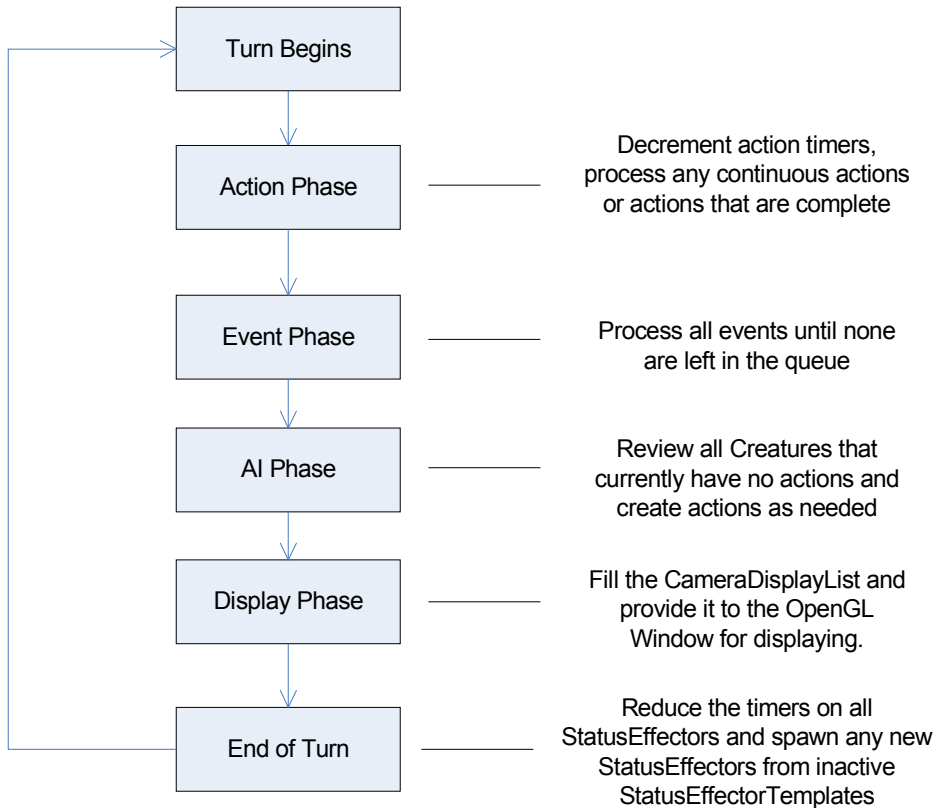 Turn Begins
Action Phase
Decrement action timers,
process any continuous actions
or actions that are complete
Event Phase
Process all events until none
are left in the queue
AI Phase
Review all Creatures that
currently have no actions and
create actions as needed
Display Phase
Fill the CameraDisplayList and
provide it to the OpenGL
Window for displaying.
End of Turn
Reduce the timers on all
StatusEffectors and spawn any new
StatusEffectors from inactive
StatusEffectorTemplates